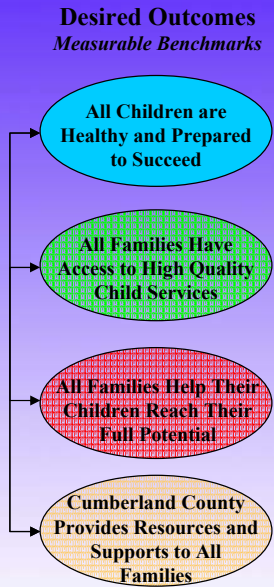 Desired Outcomes
Measurable Benchmarks
All Children are
Healthy and Prepared
to Succeed
All Families Have
Access to High Quality
Child Services
All Families Help Their
Children Reach Their
Full Potential
Cumberland County
Provides Resources and
Supports to All
Families